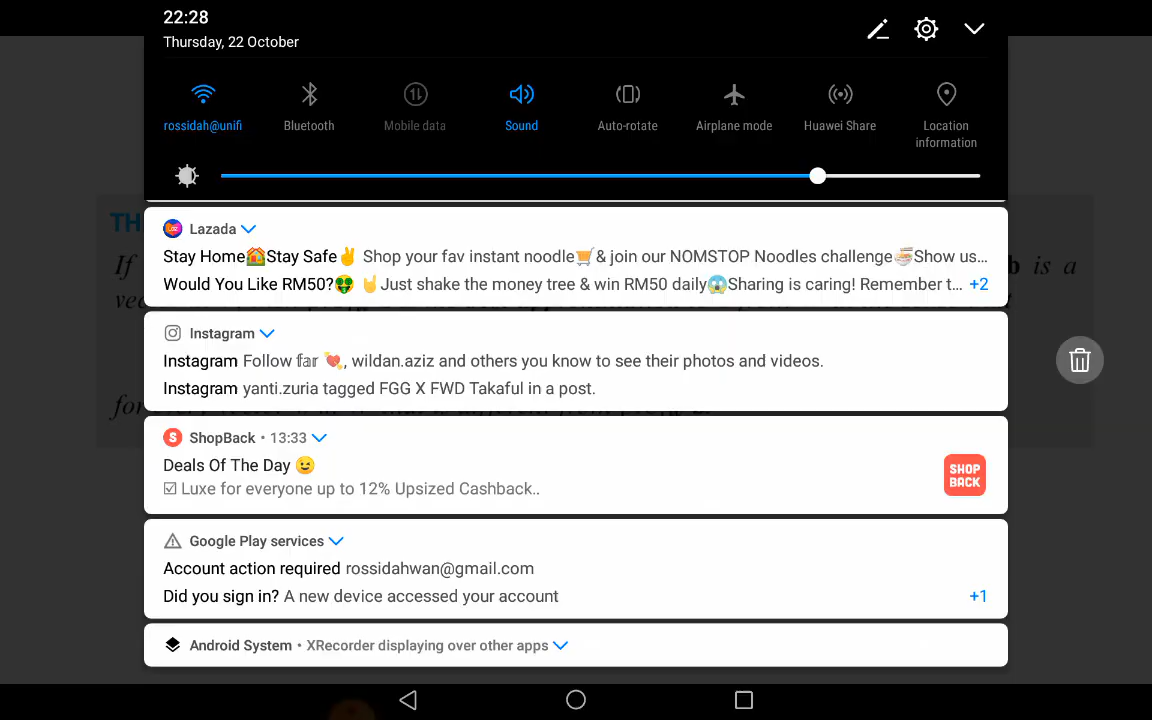 22:28
Thursday, 22 October
rossidah@unifi
Bluetooth
Mobile data
Sound
Auto-rotate
Airplane mode
Huawei Share
Location
information
Lazada
Stay Home🏠Stay Safe✌ Shop your fav instant noodle🛒& join our NOMSTOP Noodles challenge🍜Show us...
Would You Like RM50?🤑 🤘Just shake the money tree & win RM50 daily😱Sharing is caring! Remember t... +2
Instagram
Instagram Follow far 💘, wildan.aziz and others you know to see their photos and videos.
Instagram yanti.zuria tagged FGG X FWD Takaful in a post.
ShopBack • 13:33
Deals Of The Day 😉
☑ Luxe for everyone up to 12% Upsized Cashback..
SHOP
BACK
Google Play services
Account action required rossidahwan@gmail.com
Did you sign in? A new device accessed your account +1
Android System • XRecorder displaying over other apps
TH
If
b is a
for